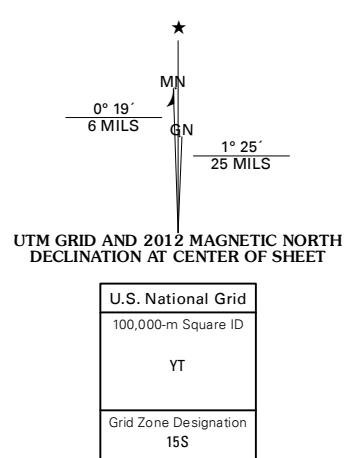 ★
MN
0° 19´
6 MILS
GN
1° 25´
25 MILS
UTM GRID AND 2012 MAGNETIC NORTH
DECLINATION AT CENTER OF SHEET
U.S. National Grid
100,000-m Square ID
YT
Grid Zone Designation
15S